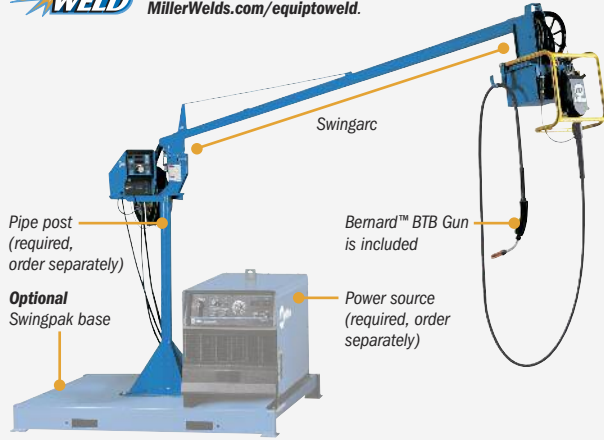 WELD
MillerWelds.com/equiptoweld.
Swingarc
Pipe post
(required,
order separately)
Bernard™ BTB Gun
is included
Optional
Swingpak base
Power source
(required, order
separately)